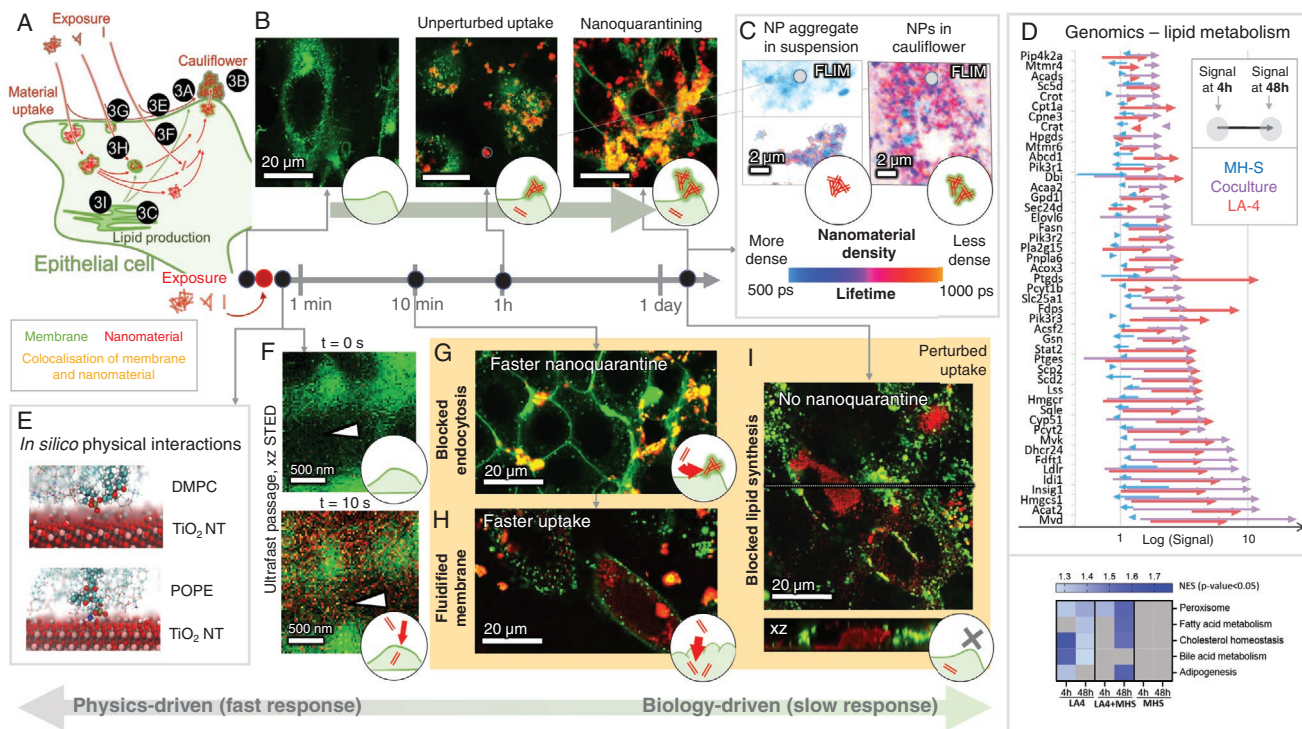 A
Exposure
Material uptake
Cauliflower
3A
3B
3E
3G
3F
3H
3I
3C
Lipid production
Epithelial cell
B
Unperturbed uptake
Nanoquarantining
20 µm
C
NP aggregate in suspension
NPs in cauliflower
FLIM
FLIM
2 µm
2 µm
More dense
Nanomaterial density
Less dense
500 ps
Lifetime
1000 ps
Exposure
1 min
10 min
1h
1 day
Membrane
Nanomaterial
Colocalisation of membrane and nanomaterial
D
Genomics – lipid metabolism
Pip4k2a
Mtmr4
Acads
Sc5d
Crot
Cpt1a
Cpne3
Crat
Hpgds
Mtmr6
Abcd1
Pik3r1
Dbi
Acaa2
Gpd1l
Sec24d
Elovl6
Fasn
Pik3r2
Pla2g15
Pnpla6
Acox3
Ptgds
Pcyt1b
Slc25a1
Fdps
Pik3r3
Acsf2
Gsn
Stat2
Ptges
Scp2
Scd2
Lss
Hmgcr
Sqle
Cyp51
Pcyt2
Mvk
Dhcr24
Fdft1
Ldlr
Idi1
Insig1
Hmgcs1
Acat2
Mvd
1
Log (Signal)
10
Signal at 4h
Signal at 48h
MH-S
Coculture
LA-4
1.3 1.4 1.5 1.6 1.7
NES (p-value<0.05)
Peroxisome
Fatty acid metabolism
Cholesterol homeostasis
Bile acid metabolism
Adipogenesis
4h 48h 4h 48h 4h 48h
LA4 LA4+MHS MHS
E
In silico physical interactions
DMPC
TiO₂ NT
POPE
TiO₂ NT
F
t = 0 s
500 nm
t = 10 s
500 nm
Ultrafast passage, xz STED
G
Faster nanoquarantine
20 µm
Blocked endocytosis
H
Faster uptake
20 µm
Fluidified membrane
I
Perturbed uptake
No nanoquarantine
20 µm
xz
Blocked lipid synthesis
Physics-driven (fast response)
Biology-driven (slow response)